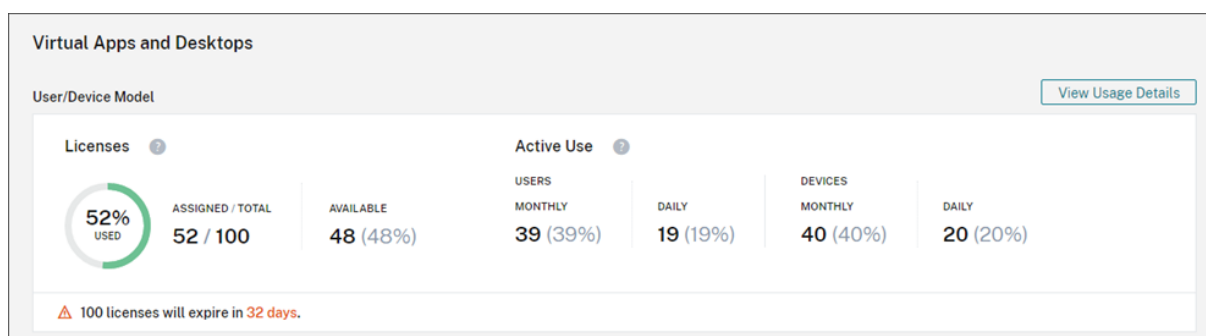 Virtual Apps and Desktops
User/Device Model
View Usage Details
Licenses ?
52%
USED
ASSIGNED / TOTAL
52 / 100
AVAILABLE
48 (48%)
Active Use ?
USERS
MONTHLY
39 (39%)
DAILY
19 (19%)
DEVICES
MONTHLY
40 (40%)
DAILY
20 (20%)
100 licenses will expire in 32 days.